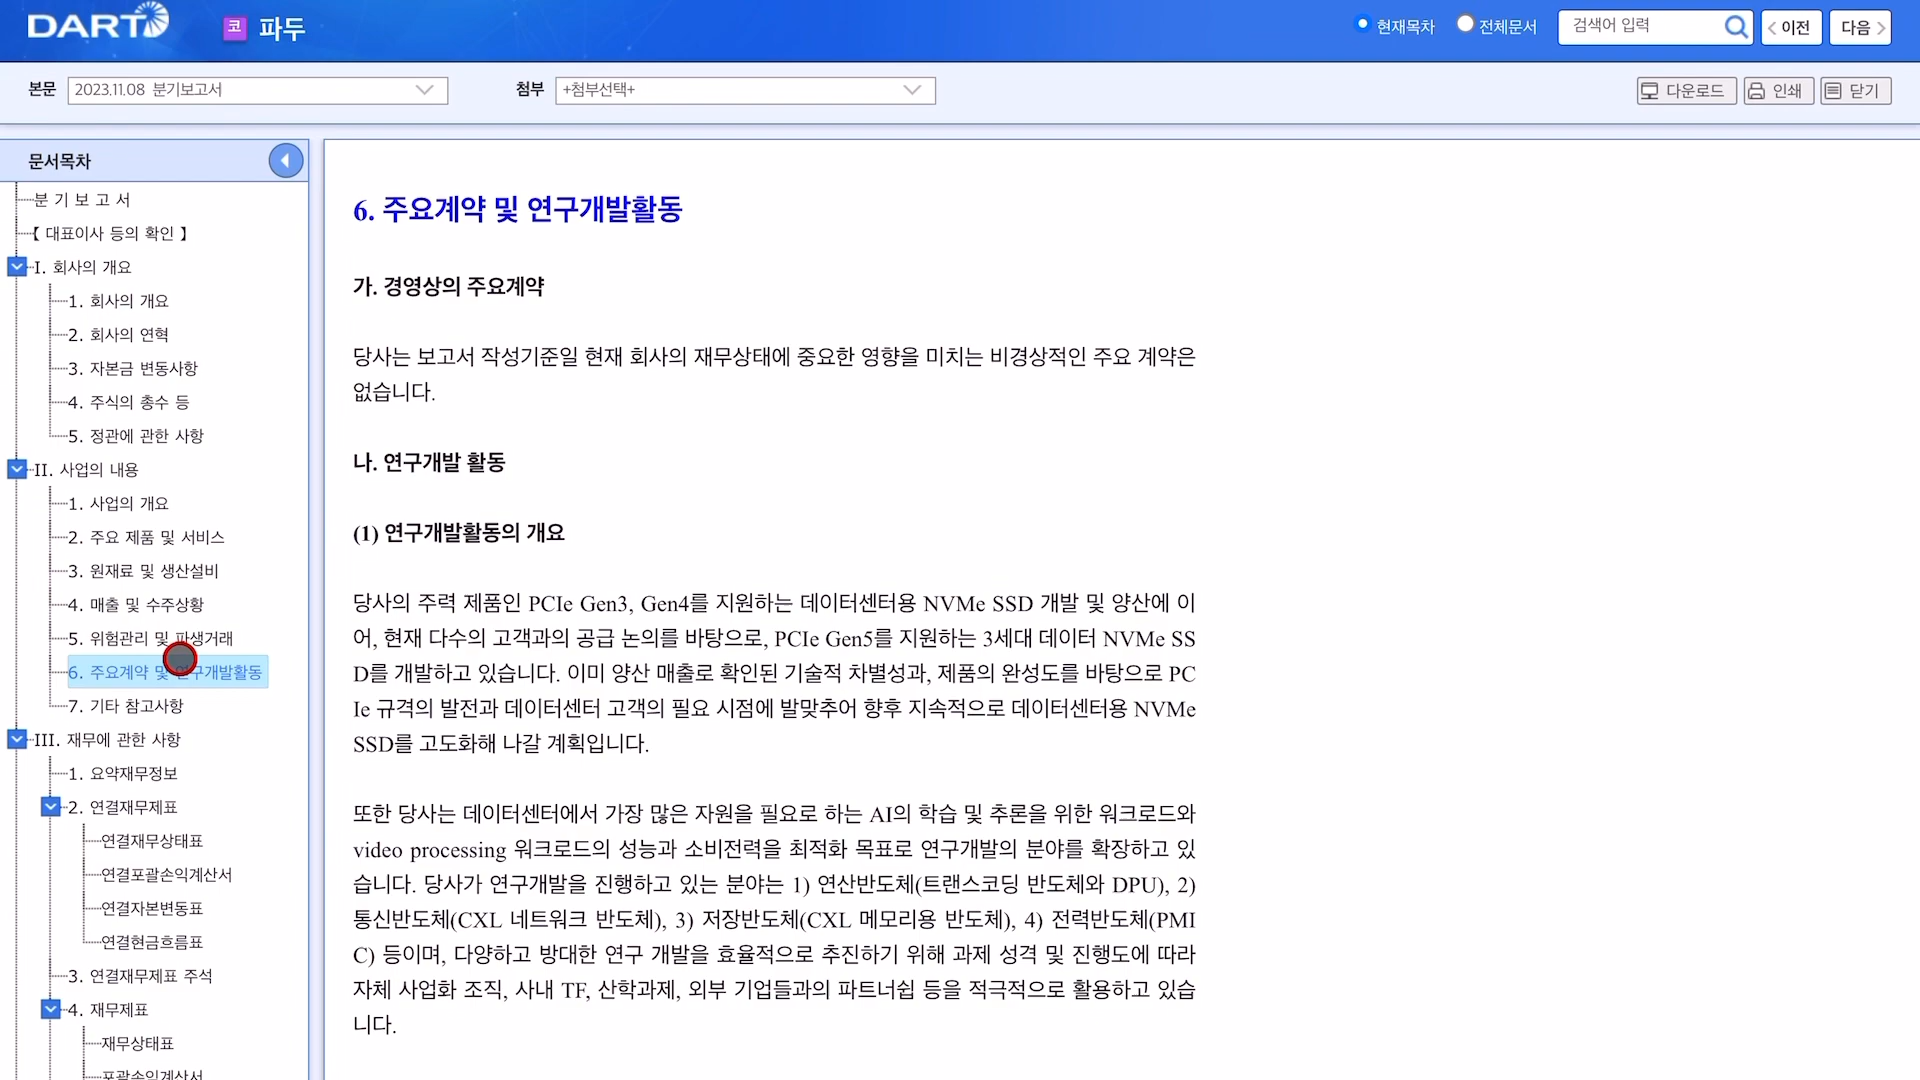 DART
코 파두
현재목차 전체문서 검색어 입력 이전 다음
본문 2023.11.08 분기보고서 첨부 +첨부선택+ 다운로드 인쇄 닫기
문서목차
분 기 보 고 서
【 대표이사 등의 확인 】
I. 회사의 개요
1. 회사의 개요
2. 회사의 연혁
3. 자본금 변동사항
4. 주식의 총수 등
5. 정관에 관한 사항
II. 사업의 내용
1. 사업의 개요
2. 주요 제품 및 서비스
3. 원재료 및 생산설비
4. 매출 및 수주상황
5. 위험관리 및 파생거래
6. 주요계약 및 연구개발활동
7. 기타 참고사항
III. 재무에 관한 사항
1. 요약재무정보
2. 연결재무제표
연결재무상태표
연결포괄손익계산서
연결자본변동표
연결현금흐름표
3. 연결재무제표 주석
4. 재무제표
재무상태표
포괄손익계산서
6. 주요계약 및 연구개발활동
가. 경영상의 주요계약
당사는 보고서 작성기준일 현재 회사의 재무상태에 중요한 영향을 미치는 비경상적인 주요 계약은
없습니다.
나. 연구개발 활동
(1) 연구개발활동의 개요
당사의 주력 제품인 PCIe Gen3, Gen4를 지원하는 데이터센터용 NVMe SSD 개발 및 양산에 이
어, 현재 다수의 고객과의 공급 논의를 바탕으로, PCIe Gen5를 지원하는 3세대 데이터 NVMe SS
D를 개발하고 있습니다. 이미 양산 매출로 확인된 기술적 차별성과, 제품의 완성도를 바탕으로 PC
Ie 규격의 발전과 데이터센터 고객의 필요 시점에 발맞추어 향후 지속적으로 데이터센터용 NVMe
SSD를 고도화해 나갈 계획입니다.
또한 당사는 데이터센터에서 가장 많은 자원을 필요로 하는 AI의 학습 및 추론을 위한 워크로드와
video processing 워크로드의 성능과 소비전력을 최적화 목표로 연구개발의 분야를 확장하고 있
습니다. 당사가 연구개발을 진행하고 있는 분야는 1) 연산반도체(트랜스코딩 반도체와 DPU), 2)
통신반도체(CXL 네트워크 반도체), 3) 저장반도체(CXL 메모리용 반도체), 4) 전력반도체(PMI
C) 등이며, 다양하고 방대한 연구 개발을 효율적으로 추진하기 위해 과제 성격 및 진행도에 따라
자체 사업화 조직, 사내 TF, 산학과제, 외부 기업들과의 파트너쉽 등을 적극적으로 활용하고 있습
니다.